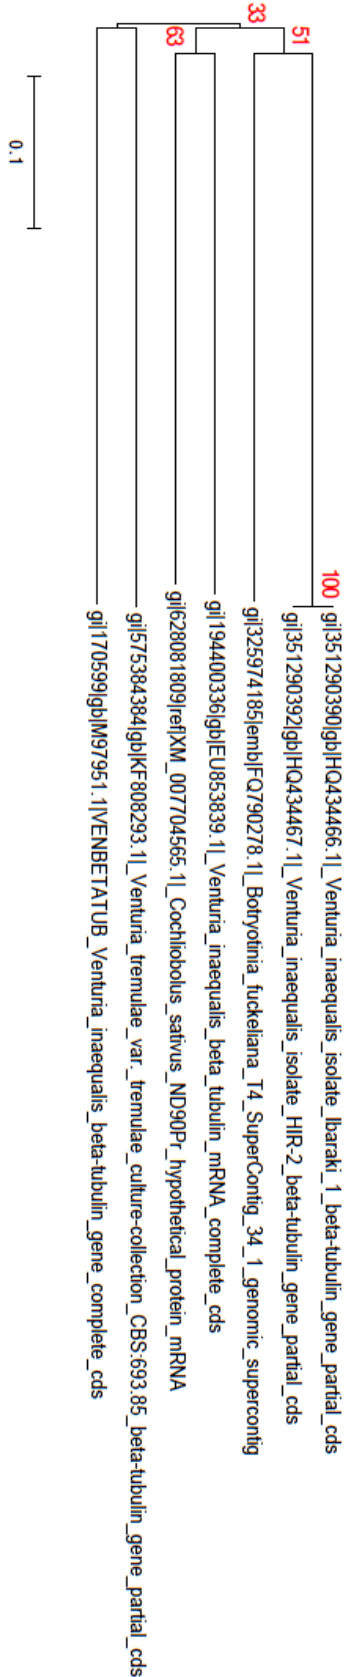 100
gi|351290390|gb|HQ434466.1|_Venturia_inaequalis_isolate_Ibaraki_1_beta-tubulin_gene_partial_cds
51
gi|351290392|gb|HQ434467.1|_Venturia_inaequalis_isolate_HIR-2_beta-tubulin_gene_partial_cds
33
gi|325974185|emb|FQ790278.1|_Botryotinia_fuckeliana_T4_SuperContig_34_1_genomic_supercontig
gi|194400336|gb|EU853839.1|_Venturia_inaequalis_beta_tubulin_mRNA_complete_cds
63
gi|628081809|ref|XM_007704565.1|_Cochliobolus_sativus_ND90Pr_hypothetical_protein_mRNA
gi|575384384|gb|KF808293.1|_Venturia_tremulae_var._tremulae_culture-collection_CBS:693.85_beta-tubulin_gene_partial_cds
gi|170599|gb|M97951.1|VENBETATUB_Venturia_inaequalis_beta-tubulin_gene_complete_cds
0.1